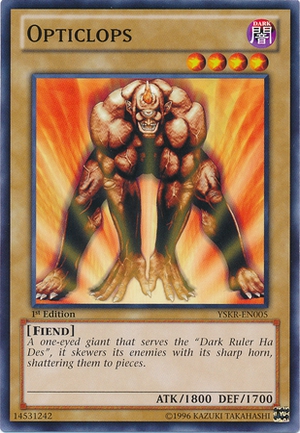 OPTICLOPS
DARK
闇
1st Edition
YSKR-EN005
[FIEND]
A one-eyed giant that serves the "Dark Ruler Ha
Des", it skewers its enemies with its sharp horn,
shattering them to pieces.
ATK/1800 DEF/1700
14531242
©1996 KAZUKI TAKAHASHI